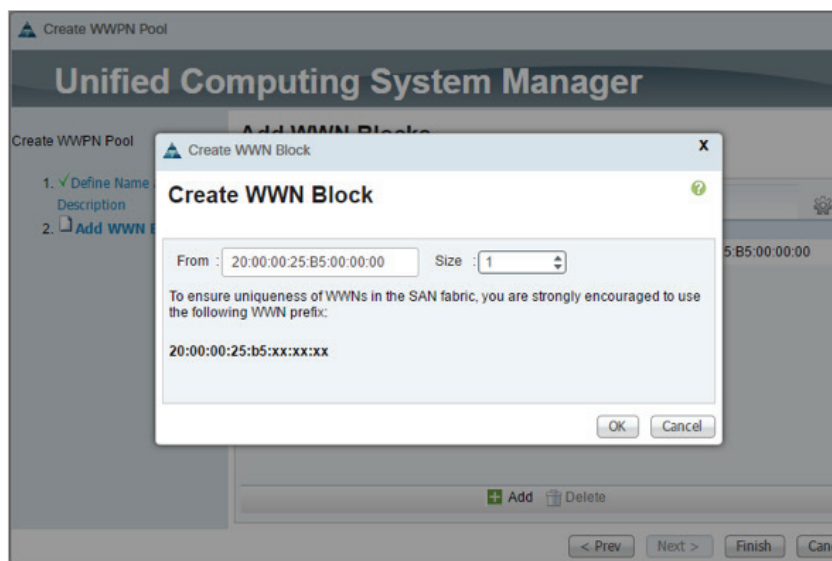 Create WWPN Pool
Unified Computing System Manager
Create WWPN Pool
Add WWN Blocks
1. Define Name
Description
2. Add WWN
Create WWN Block
X
Create WWN Block
?
From : 20:00:00:25:B5:00:00:00 Size : 1
To ensure uniqueness of WWNs in the SAN fabric, you are strongly encouraged to use
the following WWN prefix:
20:00:00:25:b5:xx:xx:xx
OK Cancel
5:B5:00:00:00
Add Delete
< Prev Next > Finish